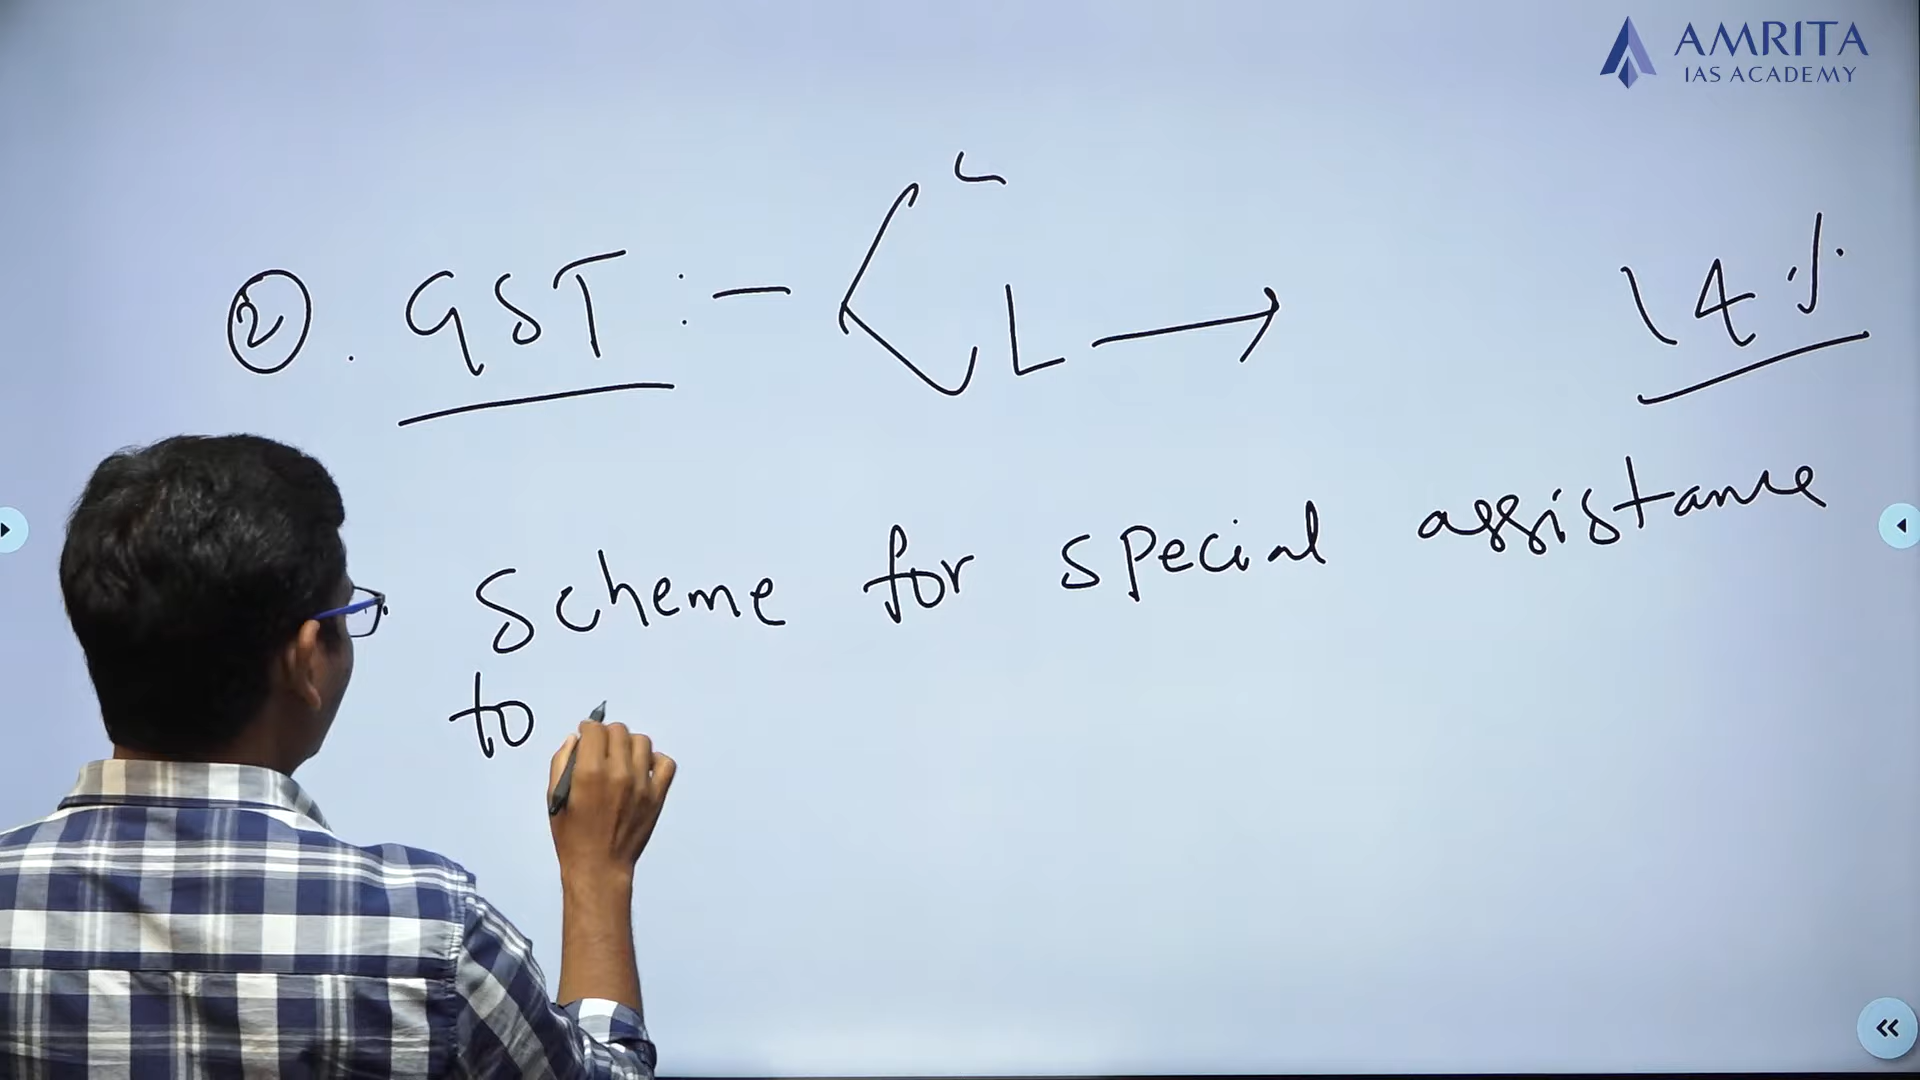 AMRITA
IAS ACADEMY
2. GST :-
L
14%
Scheme for special assistance
to